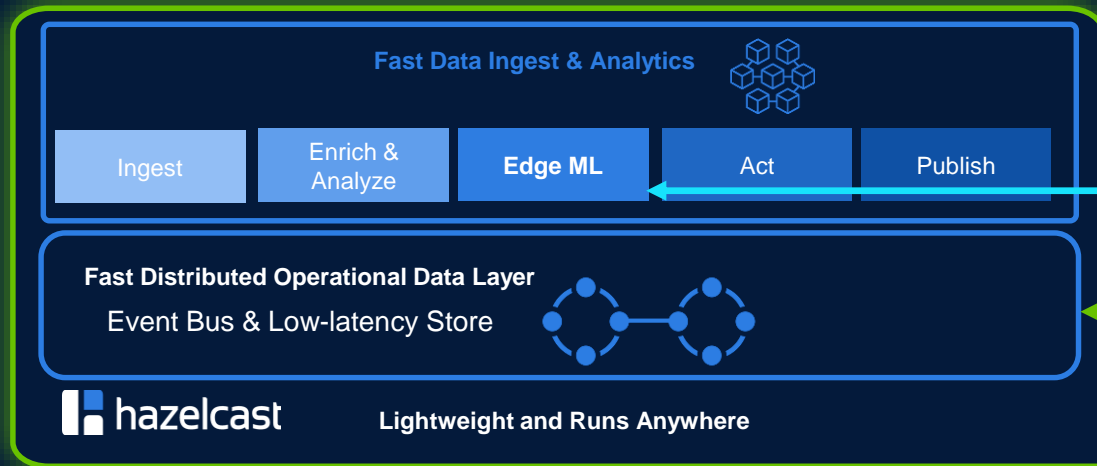 Fast Data Ingest & Analytics
Ingest
Enrich &
Analyze
Edge ML
Act
Publish
Fast Distributed Operational Data Layer
Event Bus & Low-latency Store
hazelcast
Lightweight and Runs Anywhere